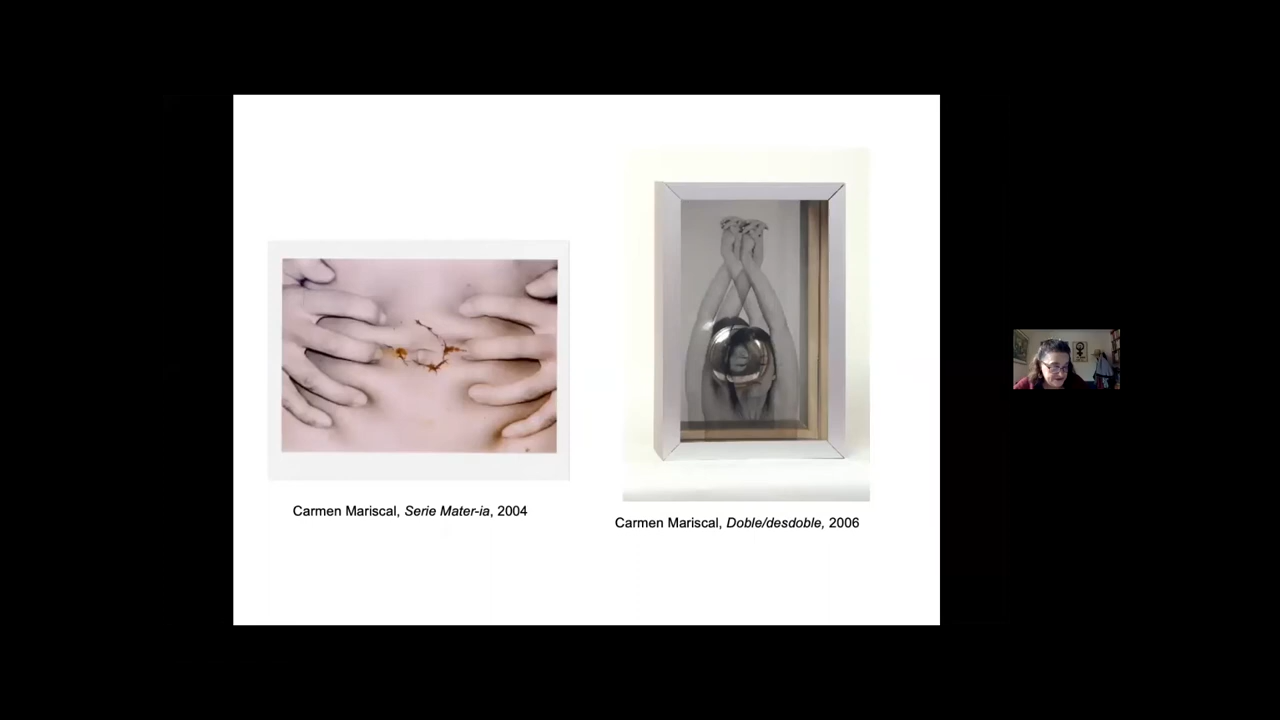 Carmen Mariscal, Serie Mater-ia, 2004
Carmen Mariscal, Doble/desdoble, 2006